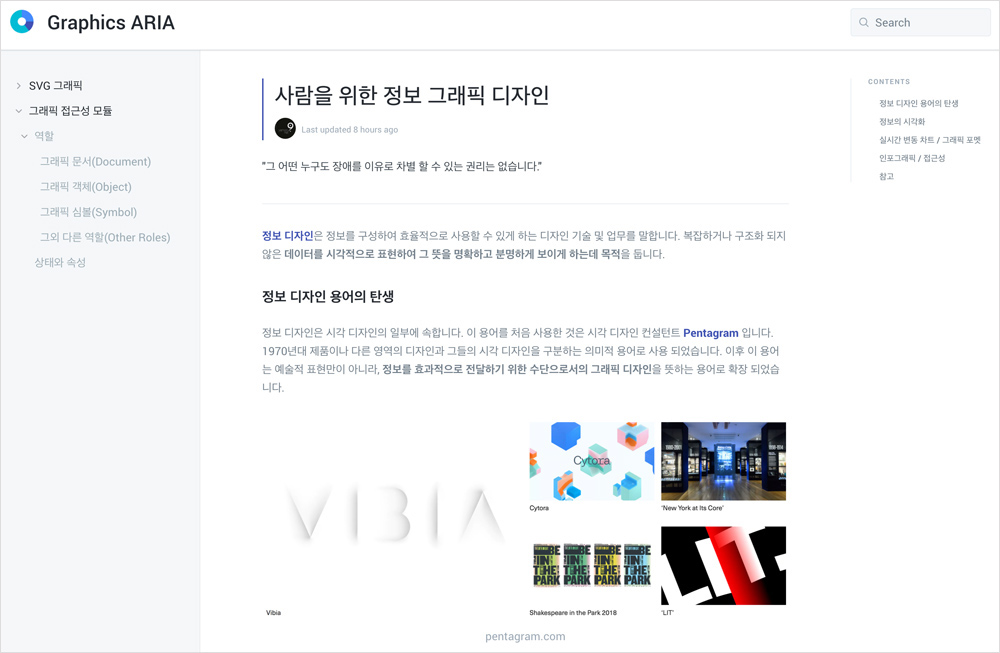 Graphics ARIA
Search
SVG 그래픽
그래픽 접근성 모듈
역할
그래픽 문서(Document)
그래픽 객체(Object)
그래픽 심볼(Symbol)
그외 다른 역할(Other Roles)
상태와 속성
사람을 위한 정보 그래픽 디자인
Last updated 8 hours ago
"그 어떤 누구도 장애를 이유로 차별 할 수 있는 권리는 없습니다."
정보 디자인은 정보를 구성하여 효율적으로 사용할 수 있게 하는 디자인 기술 및 업무를 말합니다. 복잡하거나 구조화 되지
않은 데이터를 시각적으로 표현하여 그 뜻을 명확하고 분명하게 보이게 하는데 목적을 둡니다.
정보 디자인 용어의 탄생
정보 디자인은 시각 디자인의 일부에 속합니다. 이 용어를 처음 사용한 것은 시각 디자인 컨설턴트 Pentagram 입니다.
1970년대 제품이나 다른 영역의 디자인과 그들의 시각 디자인을 구분하는 의미적 용어로 사용 되었습니다. 이후 이 용어
는 예술적 표현만이 아니라, 정보를 효과적으로 전달하기 위한 수단으로서의 그래픽 디자인을 뜻하는 용어로 확장 되었습
니다.
VIBIA
Vibia
Cytora
Cytora
'New York at Its Core'
BE
IN
THE
PARK
BE
IN
THE
PARK
BE
IN
THE
PARK
BE
IN
THE
PARK
Shakespeare in the Park 2018
LIT.
'LIT'
pentagram.com
CONTENTS
정보 디자인 용어의 탄생
정보의 시각화
실시간 변동 차트 / 그래픽 포멧
인포그래픽 / 접근성
참고